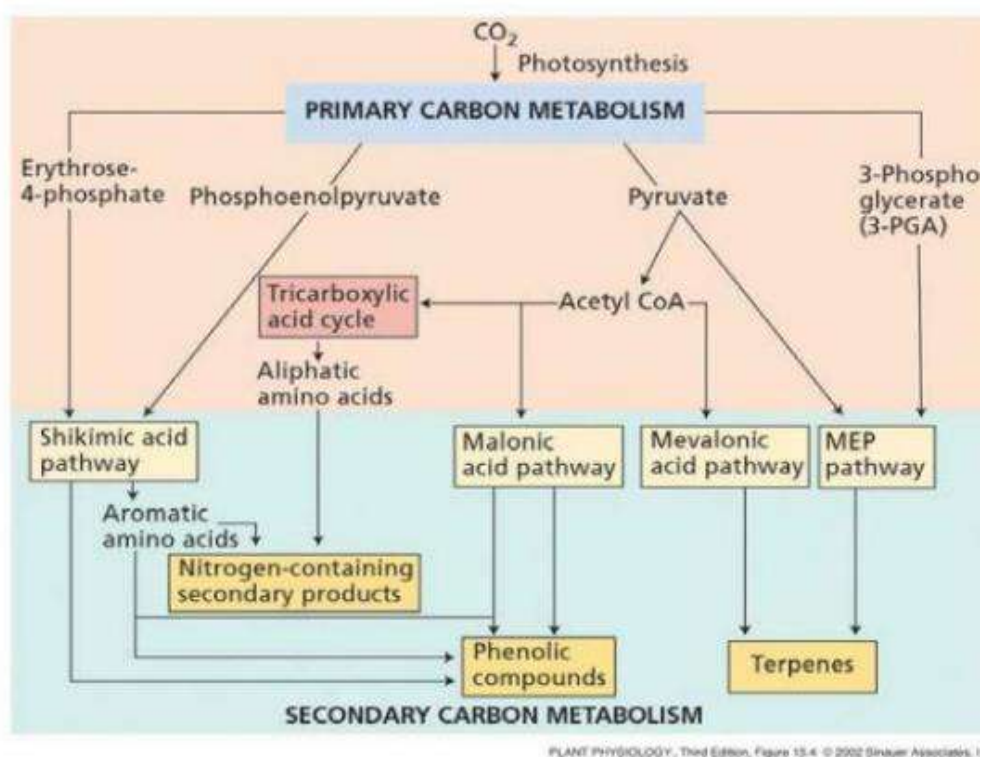 CO2
Photosynthesis
PRIMARY CARBON METABOLISM
Erythrose-
4-phosphate
Phosphoenolpyruvate
Pyruvate
3-Phospho
glycerate
(3-PGA)
Tricarboxylic
acid cycle
Acetyl CoA
Aliphatic
amino acids
Shikimic acid
pathway
Malonic
acid pathway
Mevalonic
acid pathway
MEP
pathway
Aromatic
amino acids
Nitrogen-containing
secondary products
Phenolic
compounds
Terpenes
SECONDARY CARBON METABOLISM
PLANT PHYSIOLOGY, Third Edition, Figure 13.4 © 2002 Sinauer Associates,